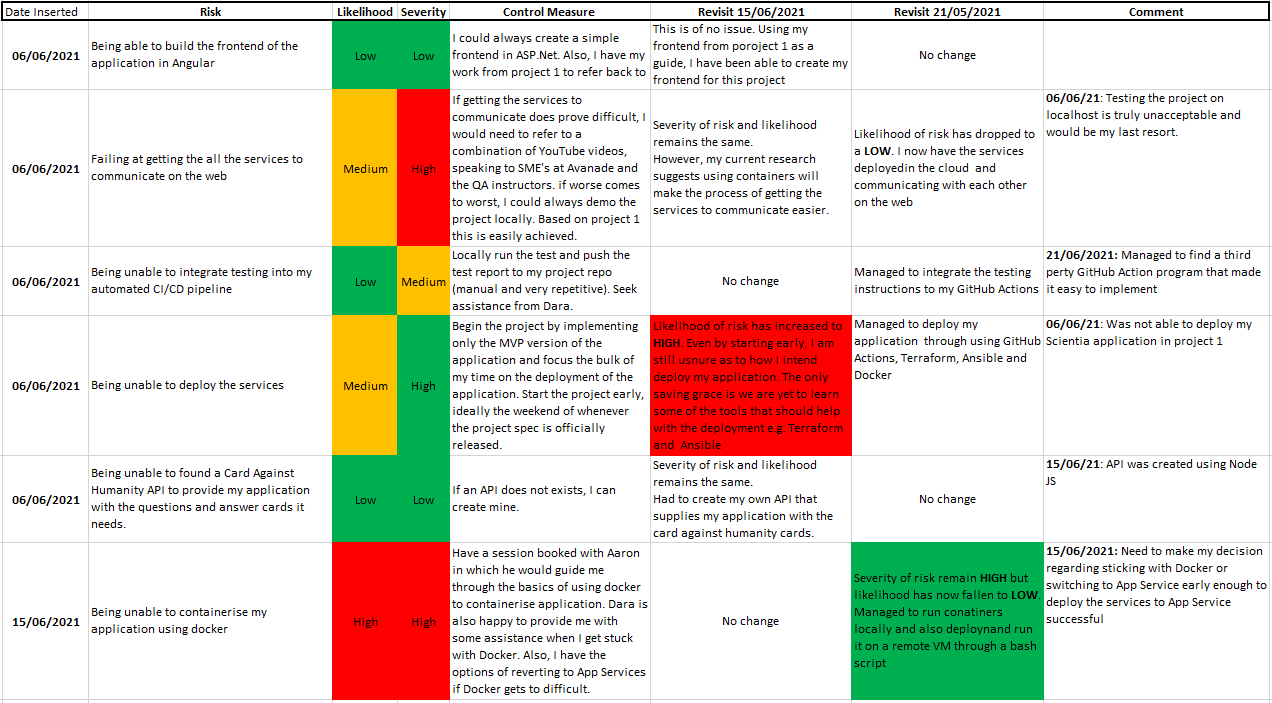 Date Inserted
Risk
Likelihood
Severity
Control Measure
Revisit 15/06/2021
Revisit 21/05/2021
Comment
06/06/2021
Being able to build the frontend of the
application in Angular
Low
Low
I could always create a simple
frontend in ASP.Net. Also, I have my
work from project 1 to refer back to
This is of no issue. Using my
frontend from poroject 1 as a
guide, I have been able to create my
frontend for this project
No change
06/06/2021
Failing at getting the all the services to
communicate on the web
Medium
High
If getting the services to
communicate does prove difficult, I
would need to refer to a
combination of YouTube videos,
speaking to SME's at Avanade and
the QA instructors. if worse comes
to worst, I could always demo the
project locally. Based on project 1
this is easily achieved.
Severity of risk and likelihood
remains the same.
However, my current research
suggests using containers will
make the process of getting the
services to communicate easier.
Likelihood of risk has dropped to
a LOW. I now have the services
deployedin the cloud and
communicating with each other
on the web
06/06/21: Testing the project on
localhost is truly unacceptable and
would be my last resort.
06/06/2021
Being unable to integrate testing into my
automated CI/CD pipeline
Low
Medium
Locally run the test and push the
test report to my project repo
(manual and very repetitive). Seek
assistance from Dara.
No change
Managed to integrate the testing
instructions to my GitHub Actions
21/06/2021: Managed to find a third
perty GitHub Action program that made
it easy to implement
06/06/2021
Being unable to deploy the services
Medium
High
Begin the project by implementing
only the MVP version of the
application and focus the bulk of
my time on the deployment of the
application. Start the project early,
ideally the weekend of whenever
the project spec is officially
released.
Likelihood of risk has increased to
HIGH. Even by starting early, I am
still usnure as to how I intend
deploy my application. The only
saving grace is we are yet to learn
some of the tools that should help
with the deployment e.g. Terraform
and Ansible
Managed to deploy my
application through using GitHub
Actions, Terraform, Ansible and
Docker
06/06/21: Was not able to deploy my
Scientia application in project 1
06/06/2021
Being unable to found a Card Against
Humanity API to provide my application
with the questions and answer cards it
needs.
Low
Low
If an API does not exists, I can
create mine.
Severity of risk and likelihood
remains the same.
Had to create my own API that
supplies my application with the
card against humanity cards.
No change
15/06/21: API was created using Node
JS
15/06/2021
Being unable to containerise my
application using docker
High
High
Have a session booked with Aaron
in which he would guide me
through the basics of using docker
to containerise application. Dara is
also happy to provide me with
some assistance when I get stuck
with Docker. Also, I have the
options of reverting to App Services
if Docker gets to difficult.
No change
Severity of risk remain HIGH but
likelihood has now fallen to LOW.
Managed to run conatiners
locally and also deploynand run
it on a remote VM through a bash
script
15/06/2021: Need to make my decision
regarding sticking with Docker or
switching to App Service early enough to
deploy the services to App Service
successful